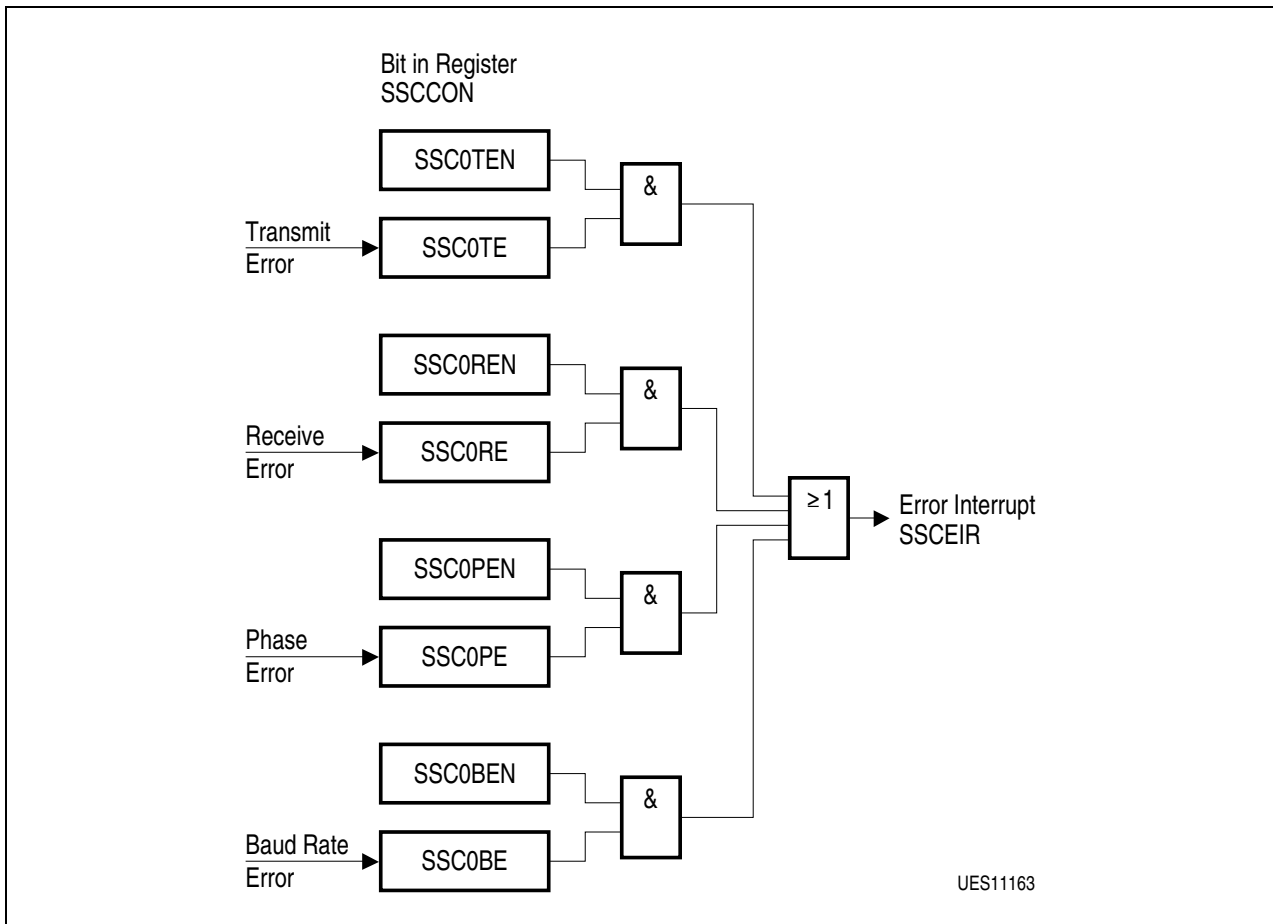 Bit in Register
SSCCON
SSC0TEN
&
Transmit
Error
SSC0TE
SSC0REN
&
Receive
Error
SSC0RE
≥1
Error Interrupt
SSCEIR
SSC0PEN
&
Phase
Error
SSC0PE
SSC0BEN
&
Baud Rate
Error
SSC0BE
UES11163